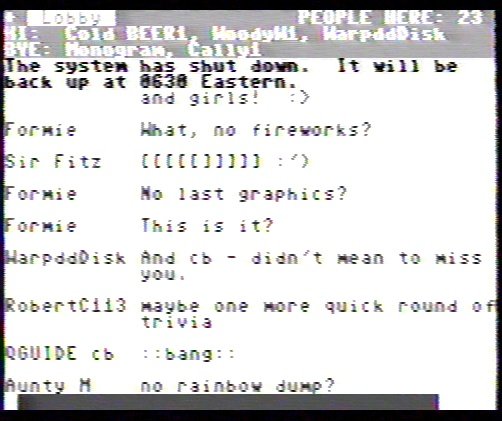 * Lobby PEOPLE HERE: 23
HI: Cold BEER1, WoodyW1, WarpddDisk
BYE: Monogram, Cally1
The system has shut down. It will be
back up at 0630 Eastern.
and girls! :>
Formie What, no fireworks?
Sir Fitz [[[[[]]]]] :')
Formie No last graphics?
Formie This is it?
WarpddDisk And cb - didn't mean to miss
you.
RobertC113 maybe one more quick round of
trivia
QGUIDE cb ::bang::
Aunty M no rainbow dump?